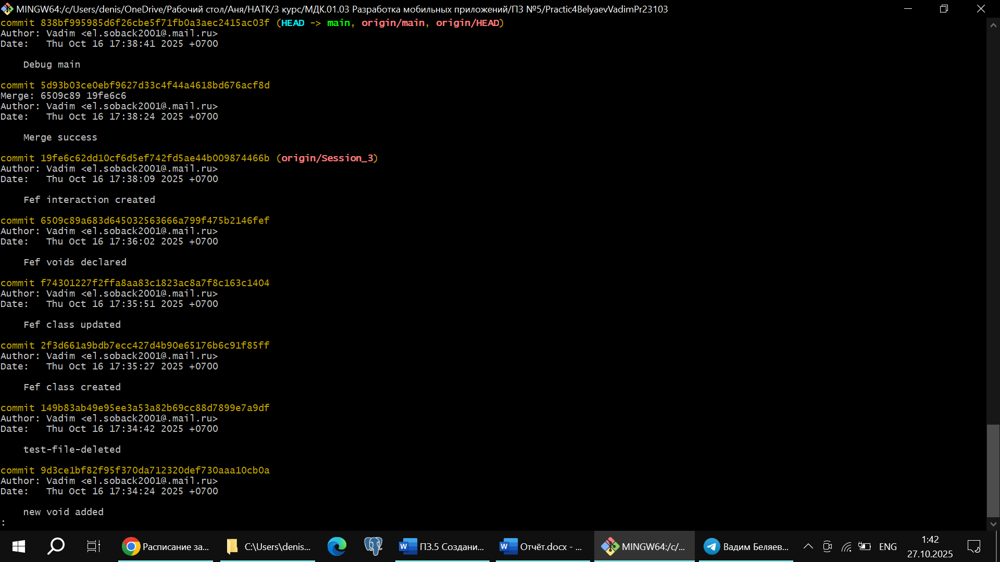 MINGW64:/c/Users/denis/OneDrive/Рабочий стол/Аня/НАТК/3 курс/МДК.01.03 Разработка мобильных приложений/ПЗ №5/Practic4BelyaevVadimPr23103
commit 838bf995985d6f26cbe5f71fb0a3aec2415ac03f (HEAD -> main, origin/main, origin/HEAD)
Author: Vadim <el.soback2001@.mail.ru>
Date:   Thu Oct 16 17:38:41 2025 +0700
Debug main
commit 5d93b03ce0ebf9627d33c4f44a4618bd676acf8d
Merge: 6509c89 19fe6c6
Author: Vadim <el.soback2001@.mail.ru>
Date:   Thu Oct 16 17:38:24 2025 +0700
Merge success
commit 19fe6c62dd10cf6d5ef742fd5ae44b009874466b (origin/Session_3)
Author: Vadim <el.soback2001@.mail.ru>
Date:   Thu Oct 16 17:38:09 2025 +0700
Fef interaction created
commit 6509c89a683d645032563666a799f475b2146fef
Author: Vadim <el.soback2001@.mail.ru>
Date:   Thu Oct 16 17:36:02 2025 +0700
Fef voids declared
commit f74301227f2ffa8aa83c1823ac8a7f8c163c1404
Author: Vadim <el.soback2001@.mail.ru>
Date:   Thu Oct 16 17:35:51 2025 +0700
Fef class updated
commit 2f3d661a9bdb7ecc427d4b90e65176b6c91f85ff
Author: Vadim <el.soback2001@.mail.ru>
Date:   Thu Oct 16 17:35:27 2025 +0700
Fef class created
commit 149b83ab49e95ee3a53a82b69cc88d7899e7a9df
Author: Vadim <el.soback2001@.mail.ru>
Date:   Thu Oct 16 17:34:42 2025 +0700
test-file-deleted
commit 9d3ce1bf82f95f370da712320def730aaa10cb0a
Author: Vadim <el.soback2001@.mail.ru>
Date:   Thu Oct 16 17:34:24 2025 +0700
new void added
:
Расписание за... C:\Users\denis... ПЗ.5 Создани... Отчёт.docx - ... MINGW64:/c/... Вадим Беляев... ENG 1:42
27.10.2025